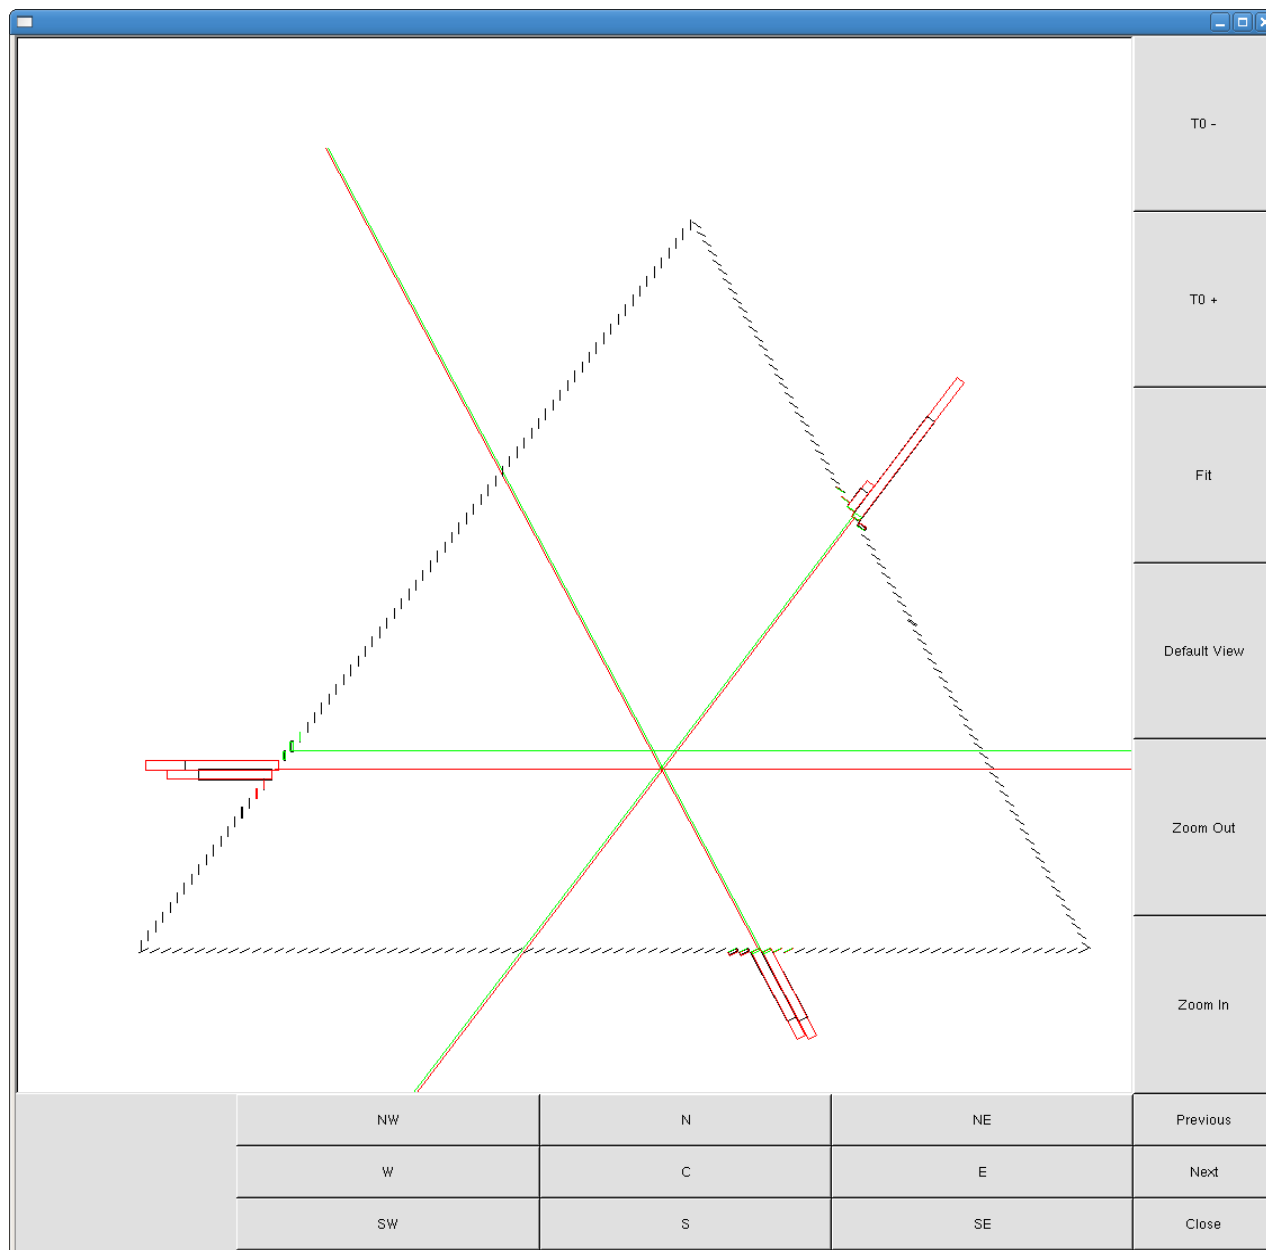 T0 -
T0 +
Fit
Default View
Zoom Out
Zoom In
NW N NE Previous
W C E Next
SW S SE Close